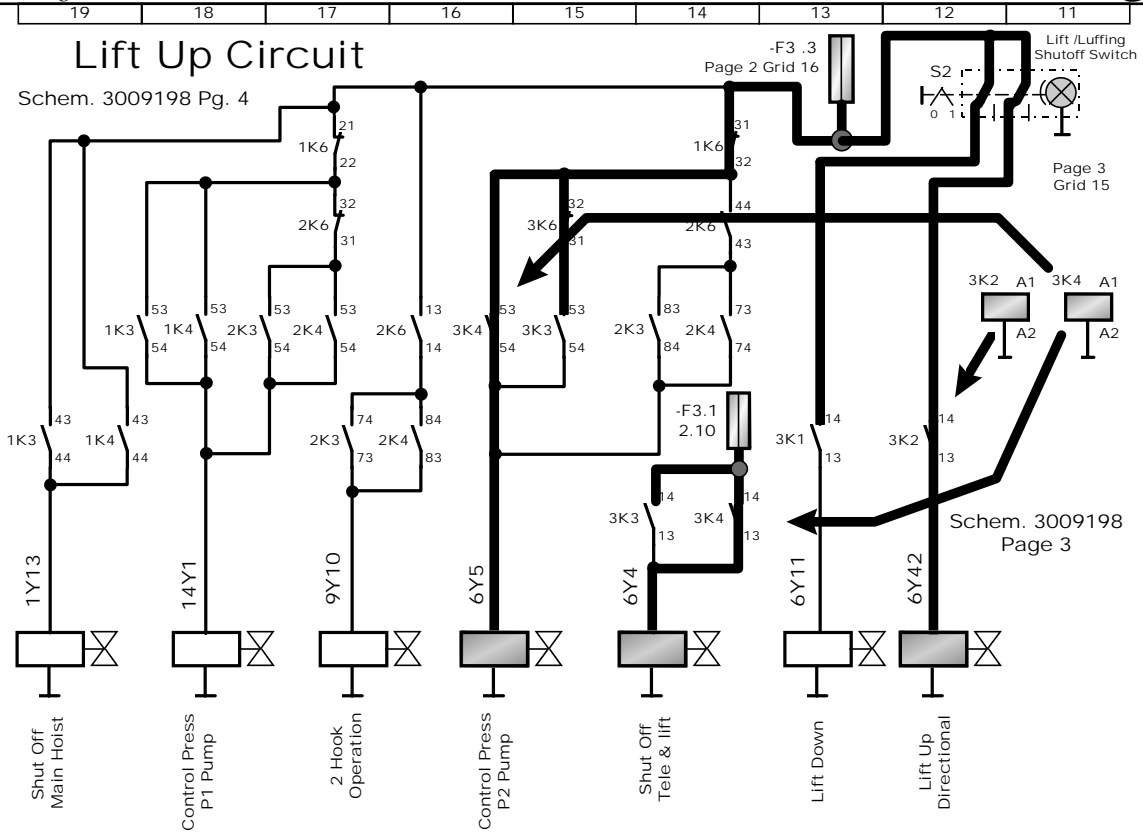 19 18 17 16 15 14 13 12 11
Lift Up Circuit
Schem. 3009198 Pg. 4
-F3 .3
Page 2 Grid 16
Lift /Luffing
Shutoff Switch
S2
0 1
Page 3
Grid 15
21
1K6
22
31
1K6
32
32
2K6
31
32
3K6
31
44
2K6
43
3K2 A1
A2
3K4 A1
A2
53
1K3
54
53
1K4
54
53
2K3
54
53
2K4
54
13
2K6
14
53
3K4
54
53
3K3
54
83
2K3
84
73
2K4
74
-F3.1
2.10
43
1K3
44
43
1K4
44
74
2K3
73
84
2K4
83
14
3K1
13
14
3K2
13
14
3K3
13
14
3K4
13
Schem. 3009198
Page 3
1Y13
14Y1
9Y10
6Y5
6Y4
6Y11
6Y42
Shut Off
Main Hoist
Control Press
P1 Pump
2 Hook
Operation
Control Press
P2 Pump
Shut Off
Tele & lift
Lift Down
Lift Up
Directional